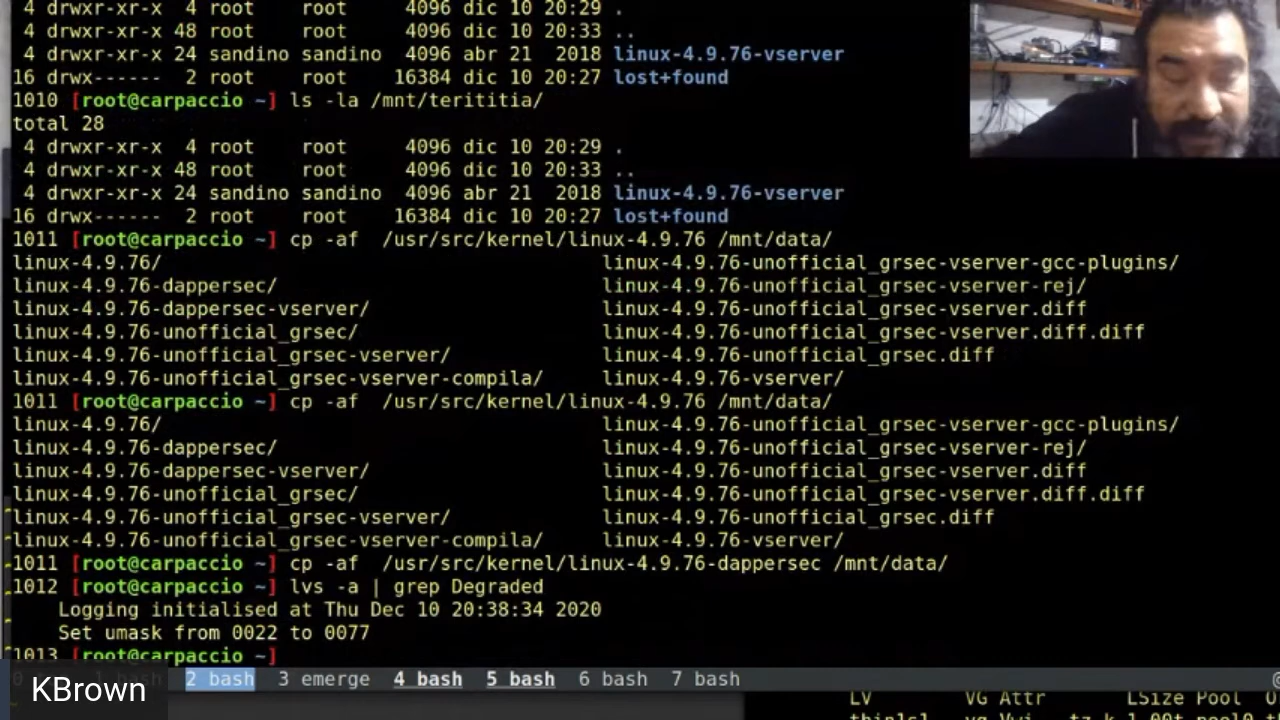 4 drwxr-xr-x  4 root    root     4096 dic 10 20:29 .
4 drwxr-xr-x 48 root    root     4096 dic 10 20:33 ..
4 drwxr-xr-x 24 sandino sandino  4096 abr 21  2018 linux-4.9.76-vserver
16 drwx------  2 root    root    16384 dic 10 20:27 lost+found
1010 [root@carpaccio ~] ls -la /mnt/terititia/
total 28
4 drwxr-xr-x  4 root    root     4096 dic 10 20:29 .
4 drwxr-xr-x 48 root    root     4096 dic 10 20:33 ..
4 drwxr-xr-x 24 sandino sandino  4096 abr 21  2018 linux-4.9.76-vserver
16 drwx------  2 root    root    16384 dic 10 20:27 lost+found
1011 [root@carpaccio ~] cp -af  /usr/src/kernel/linux-4.9.76 /mnt/data/
linux-4.9.76/ linux-4.9.76-unofficial_grsec-vserver-gcc-plugins/
linux-4.9.76-dappersec/ linux-4.9.76-unofficial_grsec-vserver-rej/
linux-4.9.76-dappersec-vserver/ linux-4.9.76-unofficial_grsec-vserver.diff
linux-4.9.76-unofficial_grsec/ linux-4.9.76-unofficial_grsec-vserver.diff.diff
linux-4.9.76-unofficial_grsec-vserver/ linux-4.9.76-unofficial_grsec.diff
linux-4.9.76-unofficial_grsec-vserver-compila/ linux-4.9.76-vserver/
1011 [root@carpaccio ~] cp -af  /usr/src/kernel/linux-4.9.76 /mnt/data/
linux-4.9.76/ linux-4.9.76-unofficial_grsec-vserver-gcc-plugins/
linux-4.9.76-dappersec/ linux-4.9.76-unofficial_grsec-vserver-rej/
linux-4.9.76-dappersec-vserver/ linux-4.9.76-unofficial_grsec-vserver.diff
linux-4.9.76-unofficial_grsec/ linux-4.9.76-unofficial_grsec-vserver.diff.diff
linux-4.9.76-unofficial_grsec-vserver/ linux-4.9.76-unofficial_grsec.diff
linux-4.9.76-unofficial_grsec-vserver-compila/ linux-4.9.76-vserver/
1011 [root@carpaccio ~] cp -af  /usr/src/kernel/linux-4.9.76-dappersec /mnt/data/
1012 [root@carpaccio ~] lvs -a | grep Degraded
Logging initialised at Thu Dec 10 20:38:34 2020
Set umask from 0022 to 0077
1013 [root@carpaccio ~]
bash  2 bash  3 emerge  4 bash  5 bash  6 bash  7 bash
KBrown
LV VG Attr LSize Pool